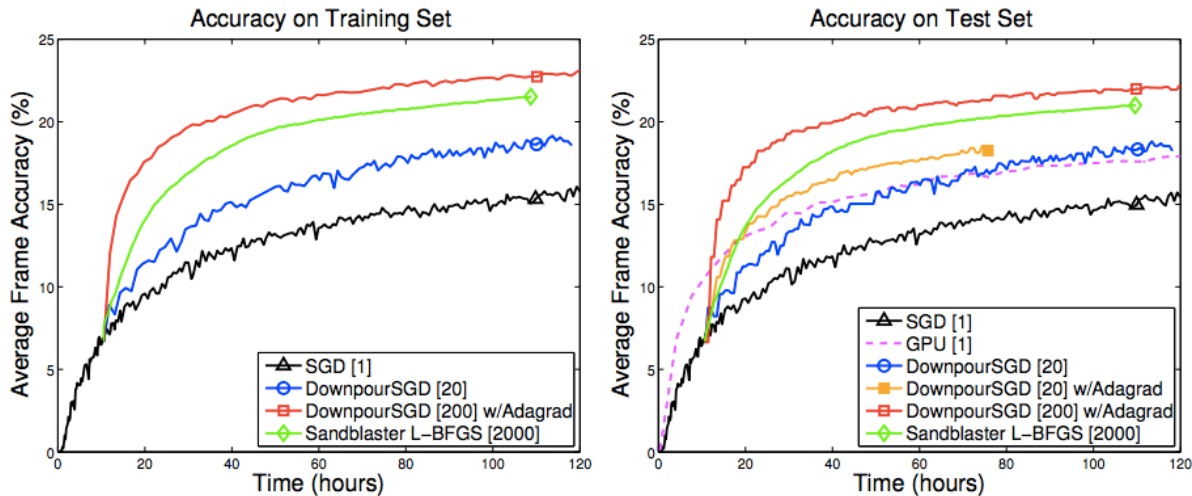 Accuracy on Training Set
Average Frame Accuracy (%)
25
20
15
10
5
0
0 20 40 60 80 100 120
Time (hours)
SGD [1]
DownpourSGD [20]
DownpourSGD [200] w/Adagrad
Sandblaster L−BFGS [2000]
Accuracy on Test Set
Average Frame Accuracy (%)
25
20
15
10
5
0
0 20 40 60 80 100 120
Time (hours)
SGD [1]
GPU [1]
DownpourSGD [20]
DownpourSGD [20] w/Adagrad
DownpourSGD [200] w/Adagrad
Sandblaster L−BFGS [2000]